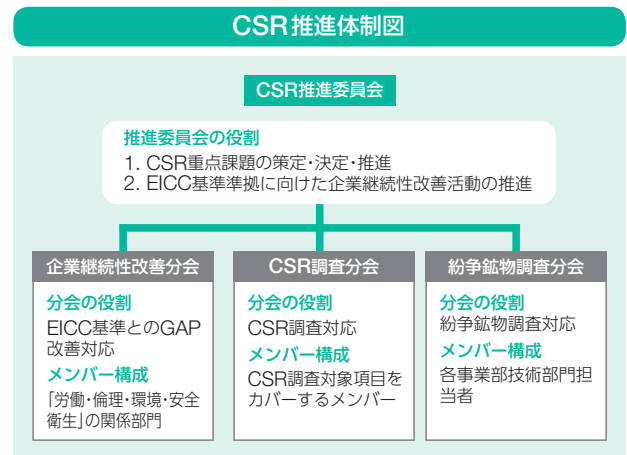 CSR推進体制図
CSR推進委員会
推進委員会の役割
1. CSR重点課題の策定・決定・推進
2. EICC基準準拠に向けた企業継続性改善活動の推進
企業継続性改善分会
分会の役割
EICC基準とのGAP
改善対応
メンバー構成
「労働・倫理・環境・安全
衛生」の関係部門
CSR調査分会
分会の役割
CSR調査対応
メンバー構成
CSR調査対象項目を
カバーするメンバー
紛争鉱物調査分会
分会の役割
紛争鉱物調査対応
メンバー構成
各事業部技術部門担
当者